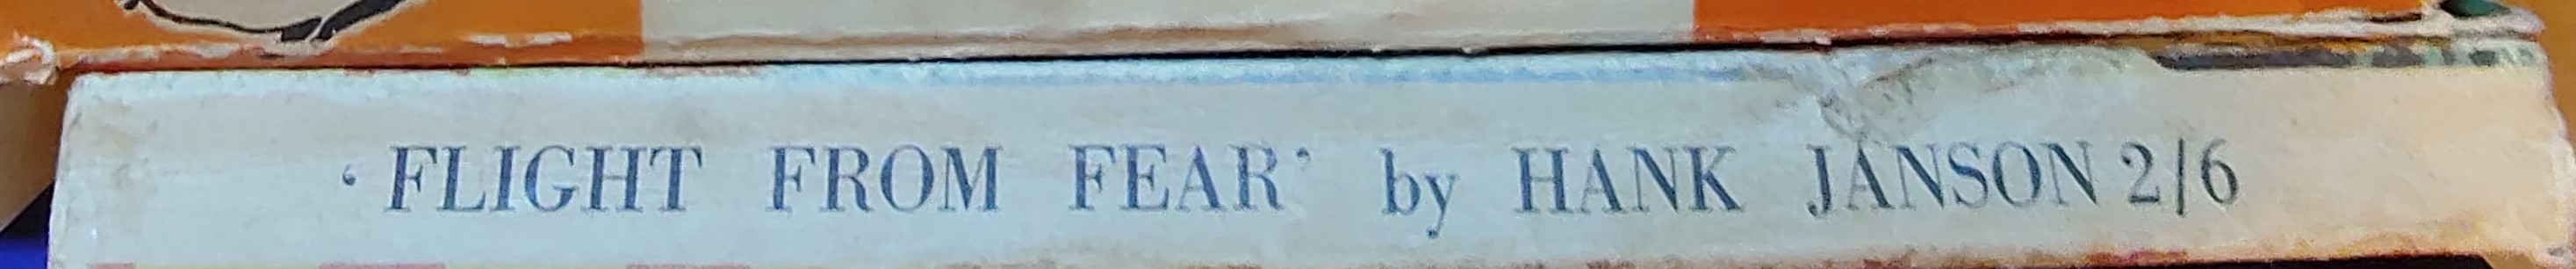 ‘FLIGHT FROM FEAR’ by HANK JANSON 2/6